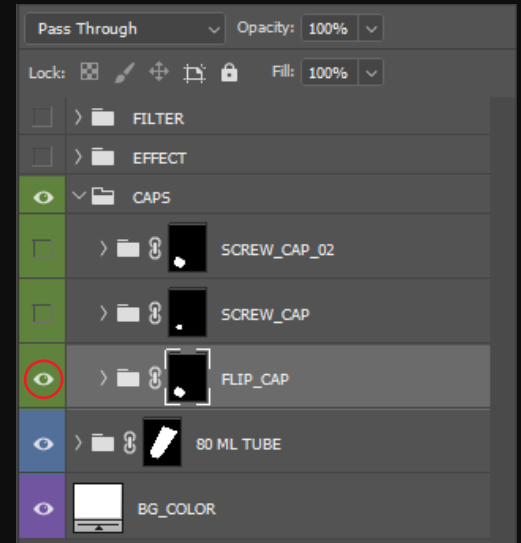 Pass Through Opacity: 100%
Lock: Fill: 100%
FILTER
EFFECT
CAPS
SCREW_CAP_02
SCREW_CAP
FLIP_CAP
80 ML TUBE
BG_COLOR